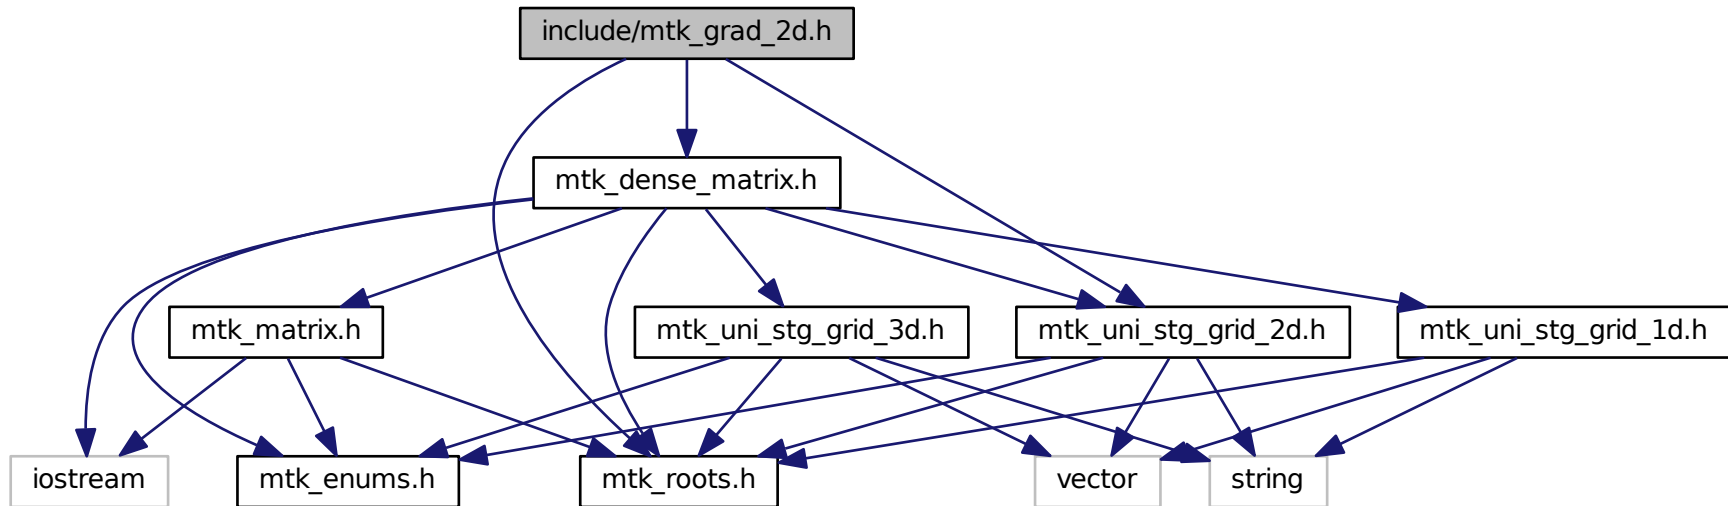 include/mtk_grad_2d.h
mtk_dense_matrix.h
mtk_matrix.h
mtk_uni_stg_grid_3d.h
mtk_uni_stg_grid_2d.h
mtk_uni_stg_grid_1d.h
iostream
mtk_enums.h
mtk_roots.h
vector
string